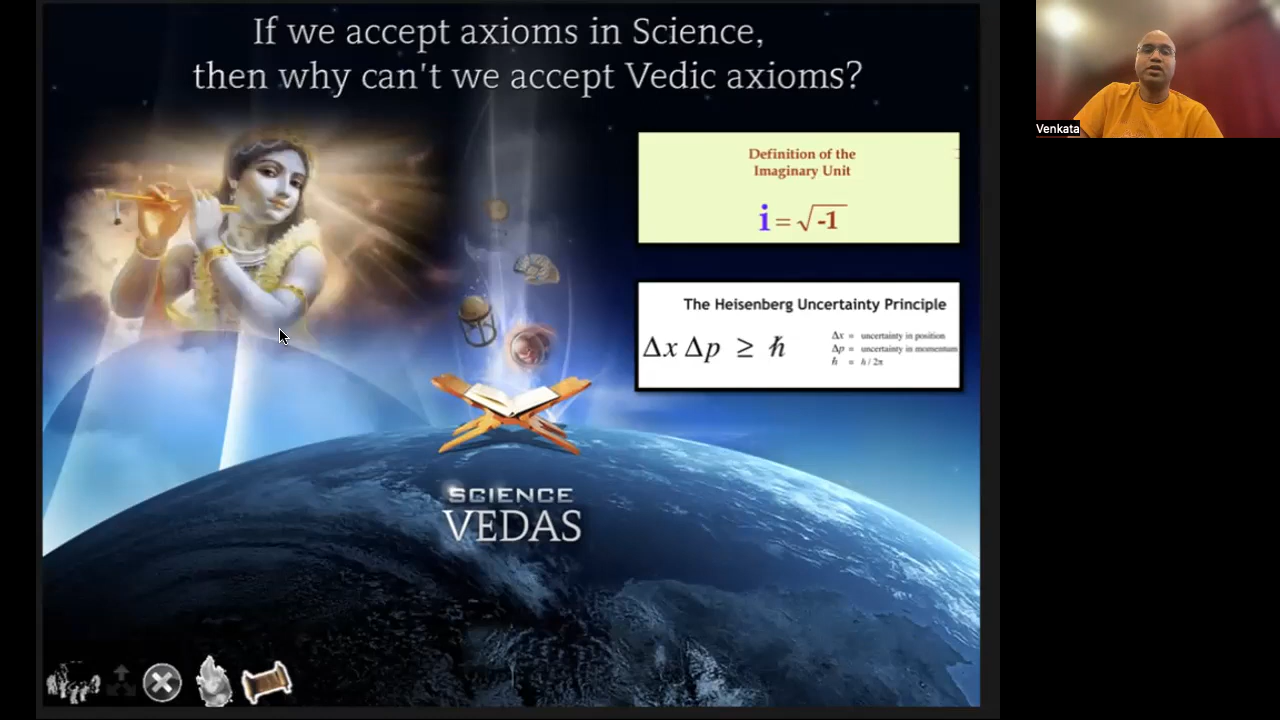 If we accept axioms in Science,
then why can't we accept Vedic axioms?
Definition of the
Imaginary Unit
i = √-1
The Heisenberg Uncertainty Principle
Δx Δp ≥ ℏ
Δx = uncertainty in position
Δp = uncertainty in momentum
ℏ = h / 2π
SCIENCE
VEDAS
Venkata